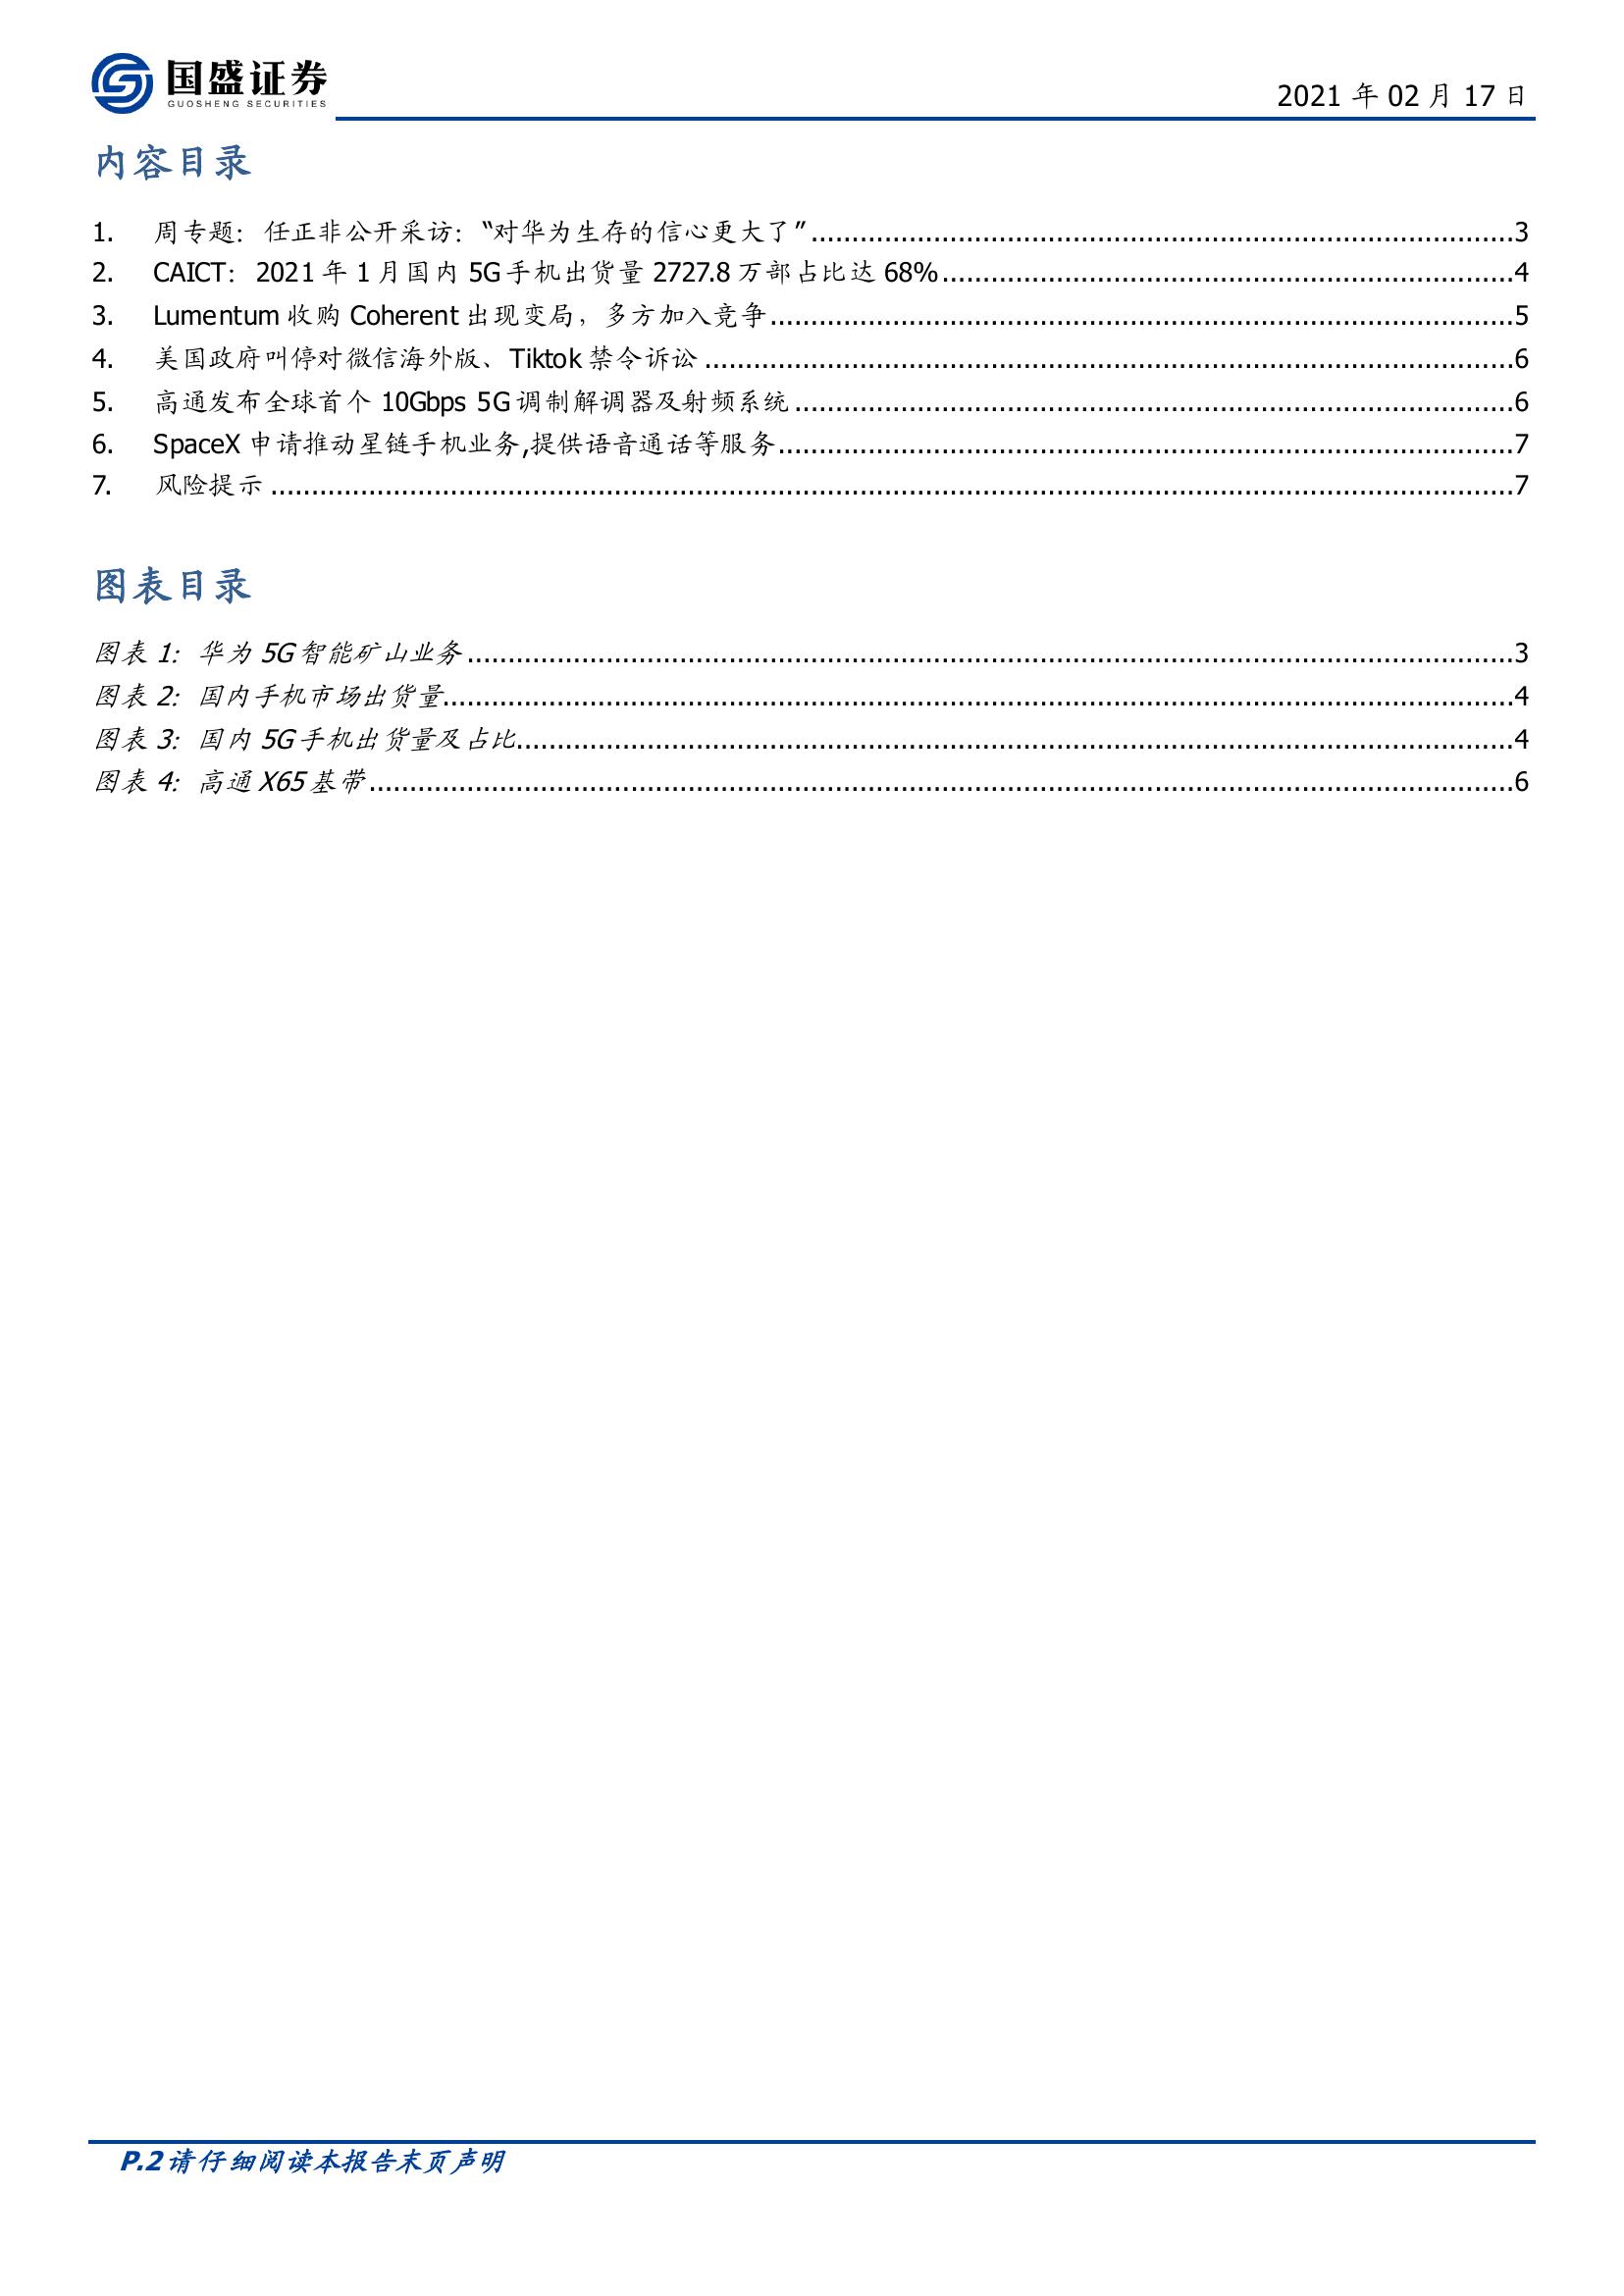 国盛证券
GUOSHENG SECURITIES
2021 年 02 月 17 日
内容目录
1. 周专题：任正非公开采访：“对华为生存的信心更大了”....................3
2. CAICT：2021 年 1 月国内 5G 手机出货量 2727.8 万部占比达 68%....................4
3. Lumentum 收购 Coherent 出现变局，多方加入竞争....................5
4. 美国政府叫停对微信海外版、Tiktok 禁令诉讼....................6
5. 高通发布全球首个 10Gbps 5G 调制解调器及射频系统....................6
6. SpaceX 申请推动星链手机业务,提供语音通话等服务....................7
7. 风险提示....................7
图表目录
图表 1：华为 5G 智能矿山业务....................3
图表 2：国内手机市场出货量....................4
图表 3：国内 5G 手机出货量及占比....................4
图表 4：高通 X65 基带....................6
P.2 请仔细阅读本报告末页声明